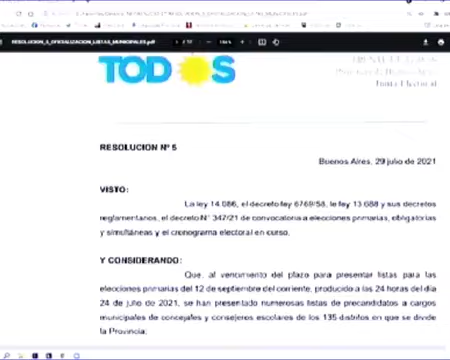 RESOLUCION_5_OFICIALIZACION_LISTAS_MUNICIPALES.pdf
TODOS
Junta Electoral
RESOLUCION Nº 5
Buenos Aires, 29 julio de 2021
VISTO:
La ley 14.086, el decreto ley 6769/58, le ley 13.688 y sus decretos
reglamentarios, el decreto N° 347/21 de convocatoria a elecciones primarias, obligatorias
y simultáneas y el cronograma electoral en curso.
Y CONSIDERANDO:
Que, al vencimiento del plazo para presentar listas para las
elecciones primarias del 12 de septiembre del corriente, producido a las 24 horas del día
24 de julio de 2021, se han presentado numerosas listas de precandidatos a cargos
municipales de concejales y consejeros escolares de los 135 distritos en que se divide
la Provincia;